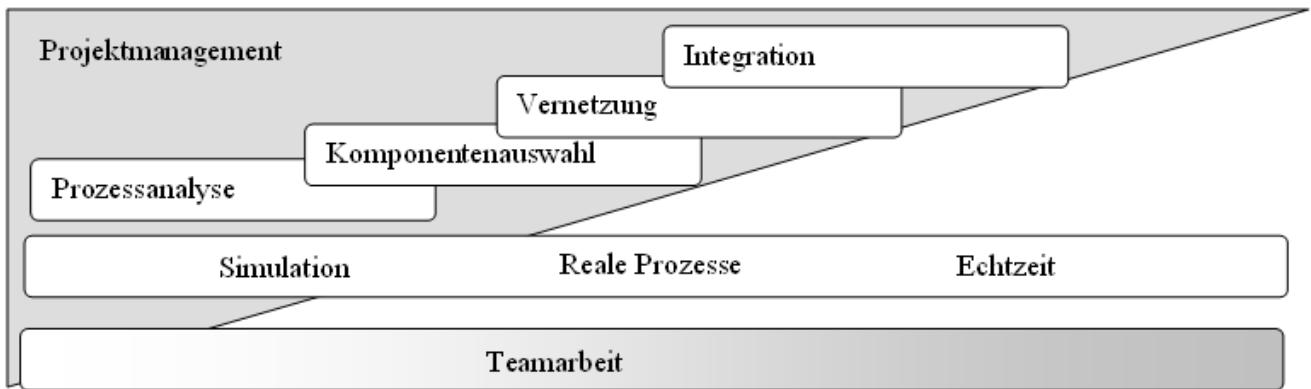 Projektmanagement
Integration
Vernetzung
Komponentenauswahl
Prozessanalyse
Simulation Reale Prozesse Echtzeit
Teamarbeit